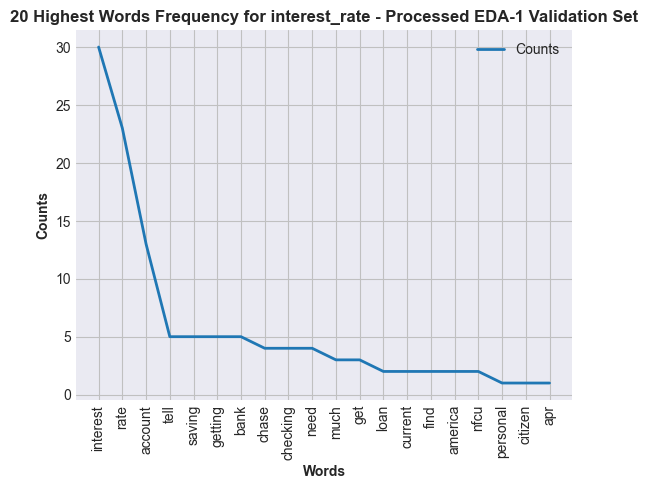 20 Highest Words Frequency for interest_rate - Processed EDA-1 Validation Set
Counts
30
25
20
15
10
5
0
Counts
interest
rate
account
tell
saving
getting
bank
chase
checking
need
much
get
loan
current
find
america
nfcu
personal
citizen
apr
Words